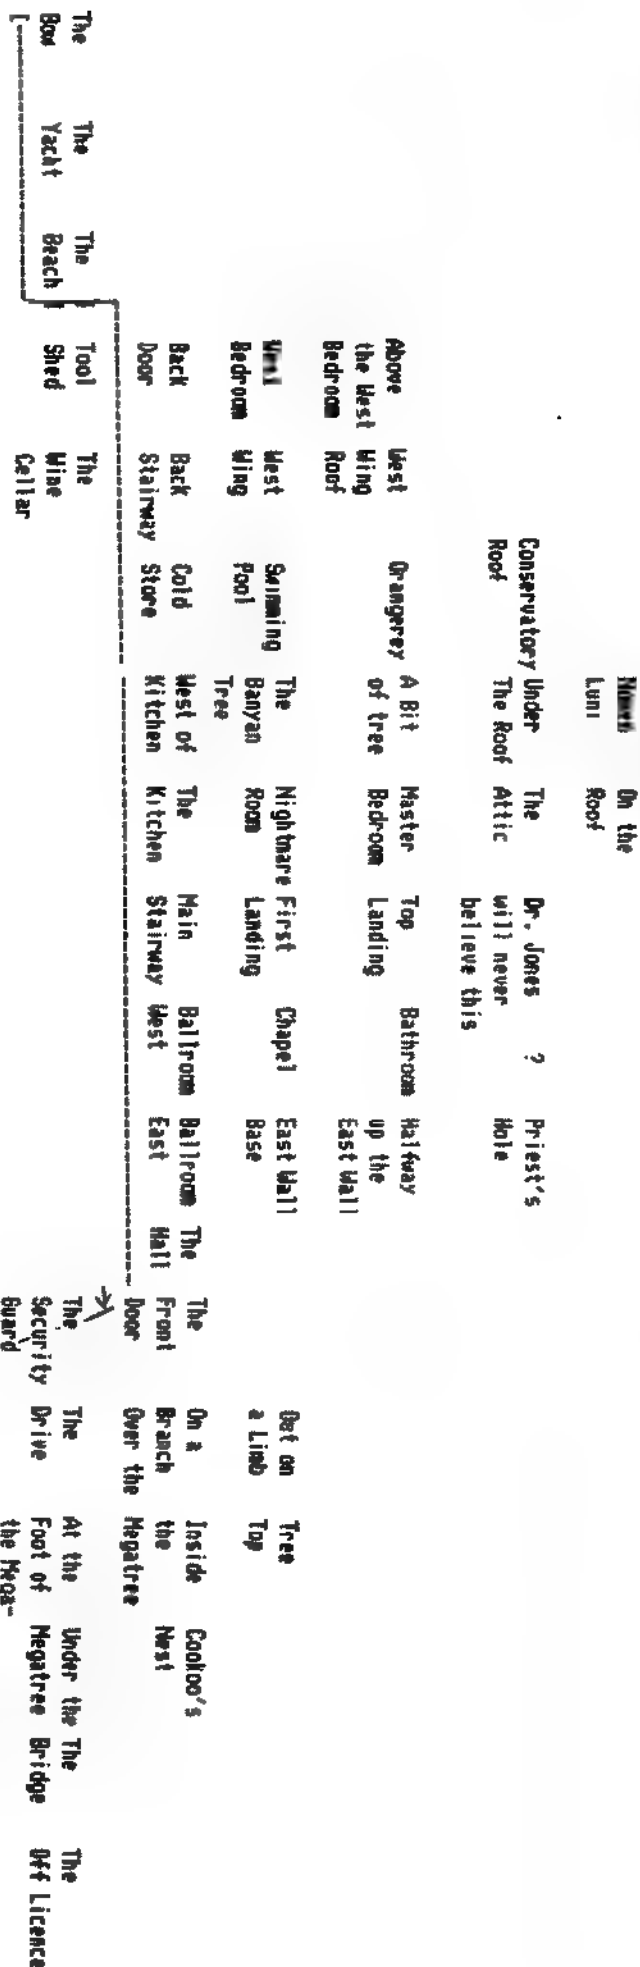 On the
Luni Roof
Conservatory Under The Dr. Jones ? Priest's
Roof The Roof Attic will never Hole
believe this
Above West Orangerey A Bit Master Top Bathroom Halfway
the West Wing of tree Bedroom Landing up the
Bedroom Roof East Wall
West Swimming The Nightmare First Chapel East Wall Out on Tree
Bedroom Wing Pool Banyan Room Landing Base a Limb Top
Tree
Back Back Cold West of The Main Ballroom Ballroom The The On a Inside Cookoo's
Door Stairway Store Kitchen Kitchen Stairway West East Hall Front Branch the Nest
Door Over the Megatree
The The The Tool The The The At the Under the The The
Bow Yacht Beach Shed Wine Security Drive Foot of Megatree Bridge Off Licence
Cellar Guard the Mega-